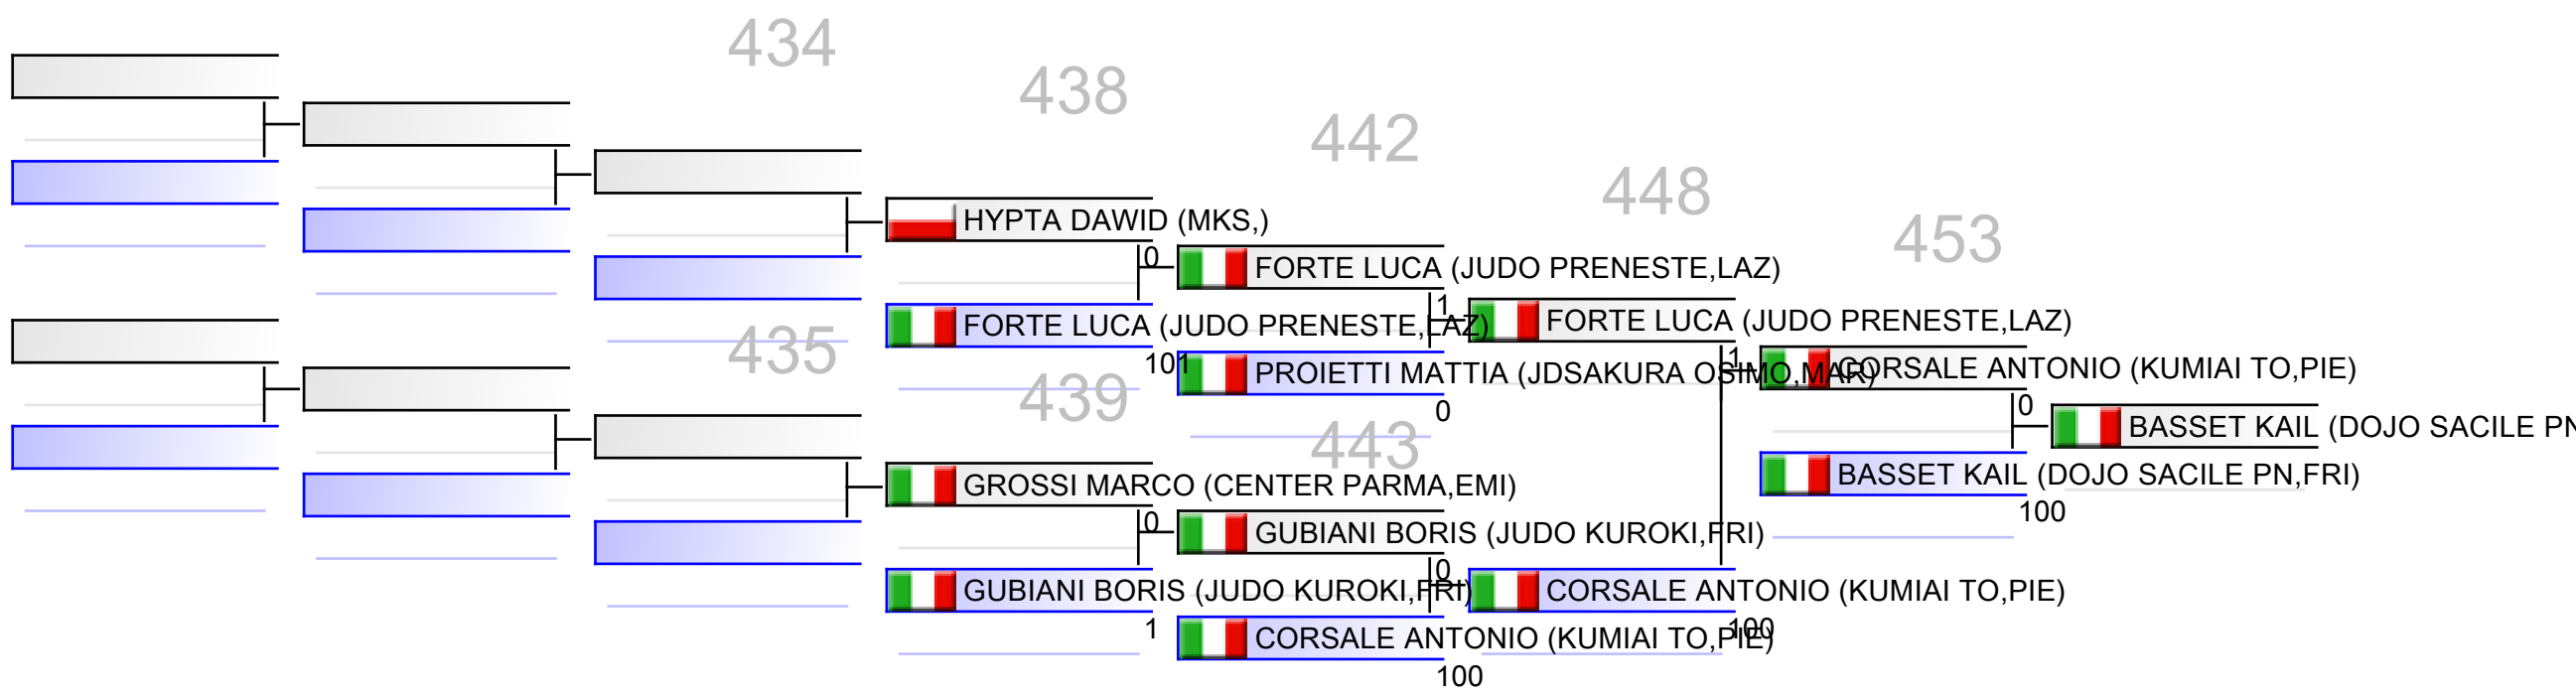 434
438
442
448
453
HYPTA DAWID (MKS,)
0
FORTE LUCA (JUDO PRENESTE,LAZ)
1
FORTE LUCA (JUDO PRENESTE,LAZ)
101
FORTE LUCA (JUDO PRENESTE,LAZ)
1
PROIETTI MATTIA (JDSAKURA OSIMO,MAR)
0
CORSALE ANTONIO (KUMIAI TO,PIE)
0
BASSET KAIL (DOJO SACILE PN
BASSET KAIL (DOJO SACILE PN,FRI)
100
435
439
443
GROSSI MARCO (CENTER PARMA,EMI)
0
GUBIANI BORIS (JUDO KUROKI,FRI)
0
GUBIANI BORIS (JUDO KUROKI,FRI)
1
CORSALE ANTONIO (KUMIAI TO,PIE)
100
CORSALE ANTONIO (KUMIAI TO,PIE)
100